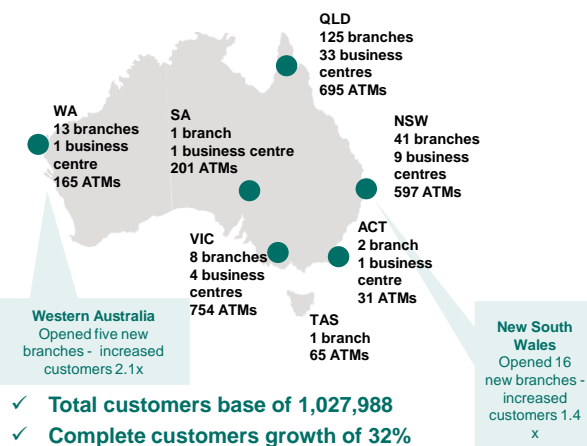 QLD
125 branches
33 business
centres
695 ATMs
WA
13 branches
1 business
centre
165 ATMs
SA
1 branch
1 business centre
201 ATMs
NSW
41 branches
9 business
centres
597 ATMs
VIC
8 branches
4 business
centres
754 ATMs
ACT
2 branch
1 business
centre
31 ATMs
TAS
1 branch
65 ATMs
Western Australia
Opened five new
branches - increased
customers 2.1x
New South
Wales
Opened 16
new branches -
increased
customers 1.4
x
✓ Total customers base of 1,027,988
✓ Complete customers growth of 32%